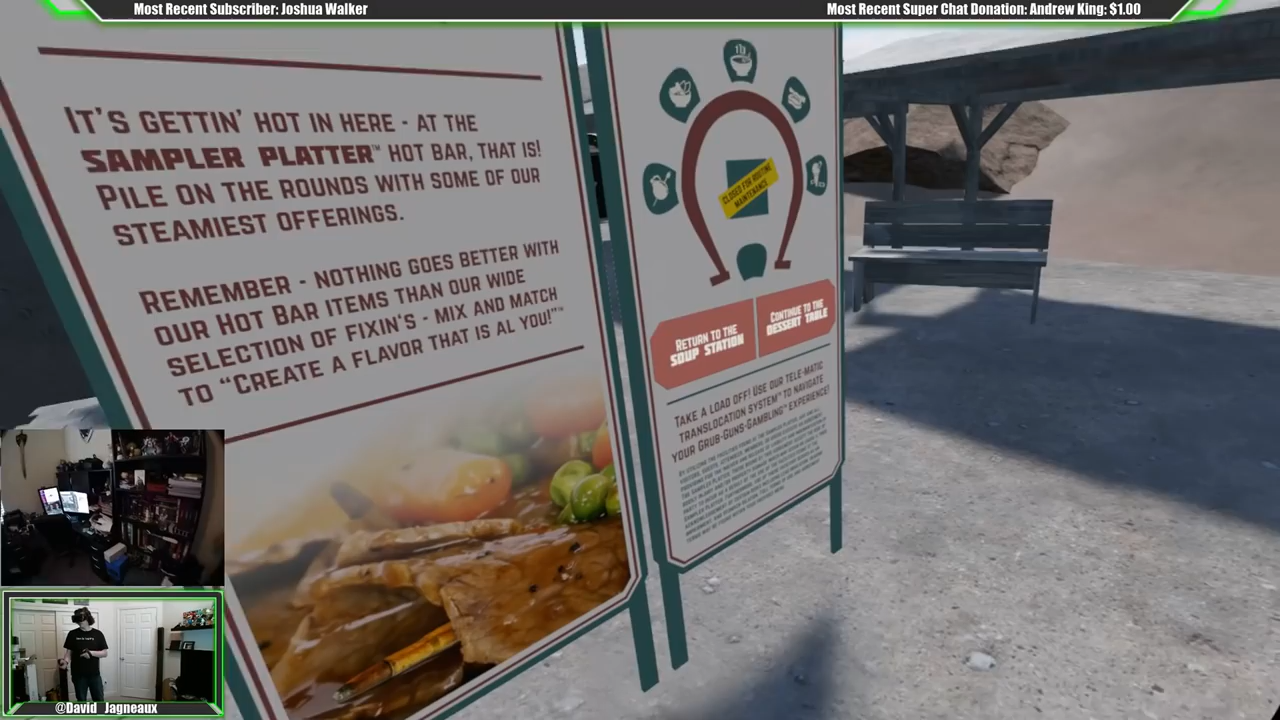 Most Recent Subscriber: Joshua Walker
Most Recent Super Chat Donation: Andrew King: $1.00
IT'S GETTIN' HOT IN HERE - AT THE
SAMPLER PLATTER™ HOT BAR, THAT IS!
PILE ON THE ROUNDS WITH SOME OF OUR
STEAMIEST OFFERINGS.
REMEMBER - NOTHING GOES BETTER WITH
OUR HOT BAR ITEMS THAN OUR WIDE
SELECTION OF FIXIN'S - MIX AND MATCH
TO "CREATE A FLAVOR THAT IS AL YOU!"™
CLOSED FOR ROUTINE
MAINTENANCE
RETURN TO THE
SOUP STATION
CONTINUE TO THE
DESSERT TABLE
TAKE A LOAD OFF! USE OUR TELE-MATIC
TRANSLOCATION SYSTEM™ TO NAVIGATE
YOUR GRUB-GUNS-GAMBLING™ EXPERIENCE!
@David_Jagneaux